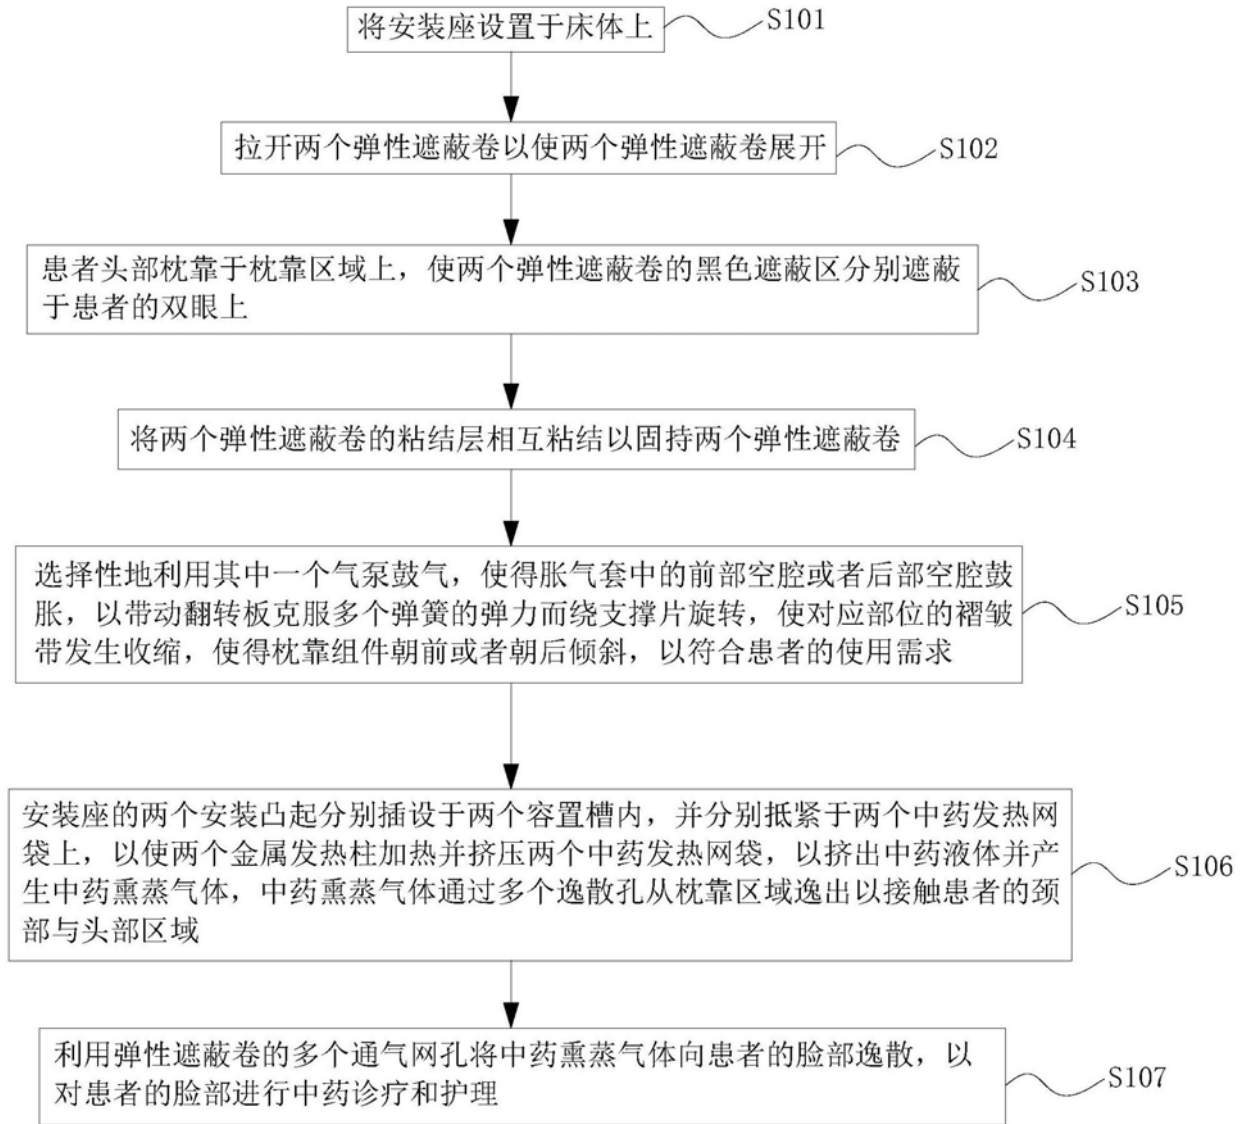 将安装座设置于床体上
S101
拉开两个弹性遮蔽卷以使两个弹性遮蔽卷展开
S102
患者头部枕靠于枕靠区域上，使两个弹性遮蔽卷的黑色遮蔽区分别遮蔽
于患者的双眼上
S103
将两个弹性遮蔽卷的粘结层相互粘结以固持两个弹性遮蔽卷
S104
选择性地利用其中一个气泵鼓气，使得胀气套中的前部空腔或者后部空腔鼓
胀，以带动翻转板克服多个弹簧的弹力而绕支撑片旋转，使对应部位的褶皱
带发生收缩，使得枕靠组件朝前或者朝后倾斜，以符合患者的使用需求
S105
安装座的两个安装凸起分别插设于两个容置槽内，并分别抵紧于两个中药发热网
袋上，以使两个金属发热柱加热并挤压两个中药发热网袋，以挤出中药液体并产
生中药熏蒸气体，中药熏蒸气体通过多个逸散孔从枕靠区域逸出以接触患者的颈
部与头部区域
S106
利用弹性遮蔽卷的多个通气网孔将中药熏蒸气体向患者的脸部逸散，以
对患者的脸部进行中药诊疗和护理
S107